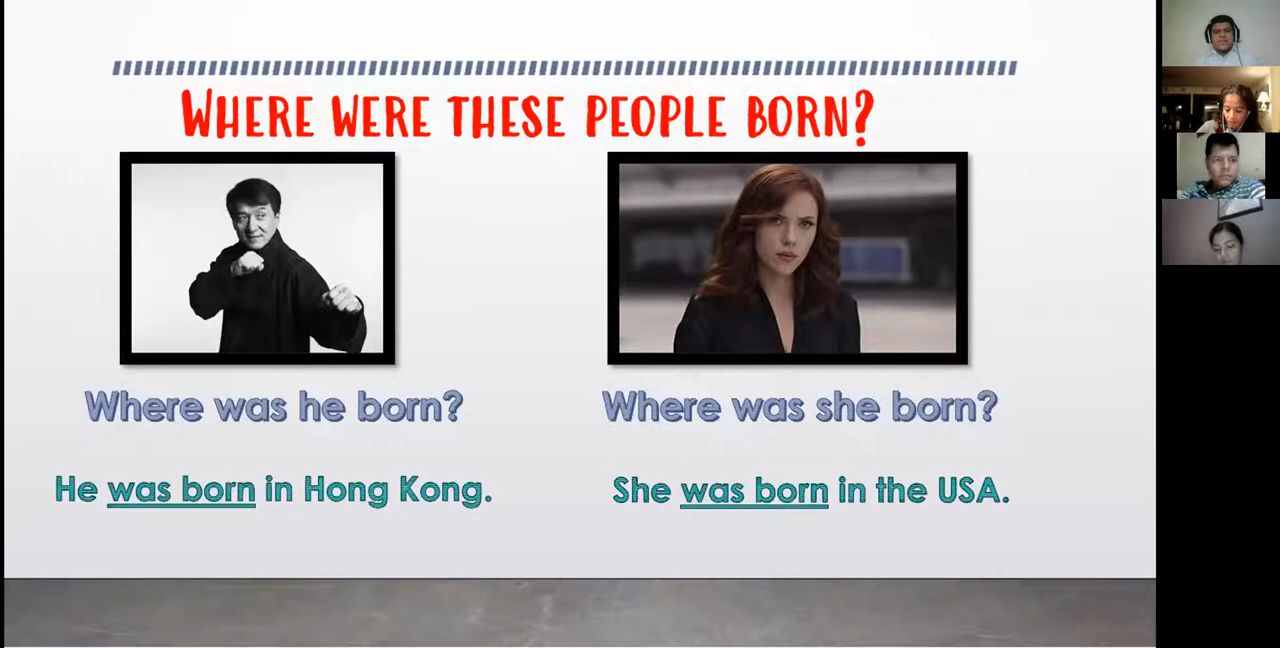 WHERE WERE THESE PEOPLE BORN?
Where was he born?
Where was she born?
He was born in Hong Kong.
She was born in the USA.